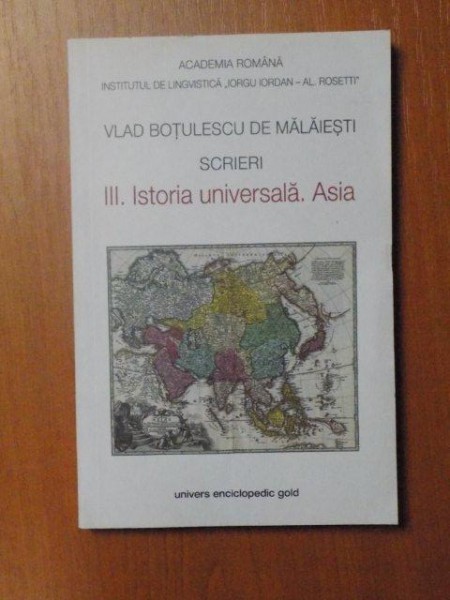 ACADEMIA ROMÂNĂ
INSTITUTUL DE LINGVISTICĂ „IORGU IORDAN – AL. ROSETTI"
VLAD BOȚULESCU DE MĂLĂIEȘTI
SCRIERI
III. Istoria universală. Asia
univers enciclopedic gold